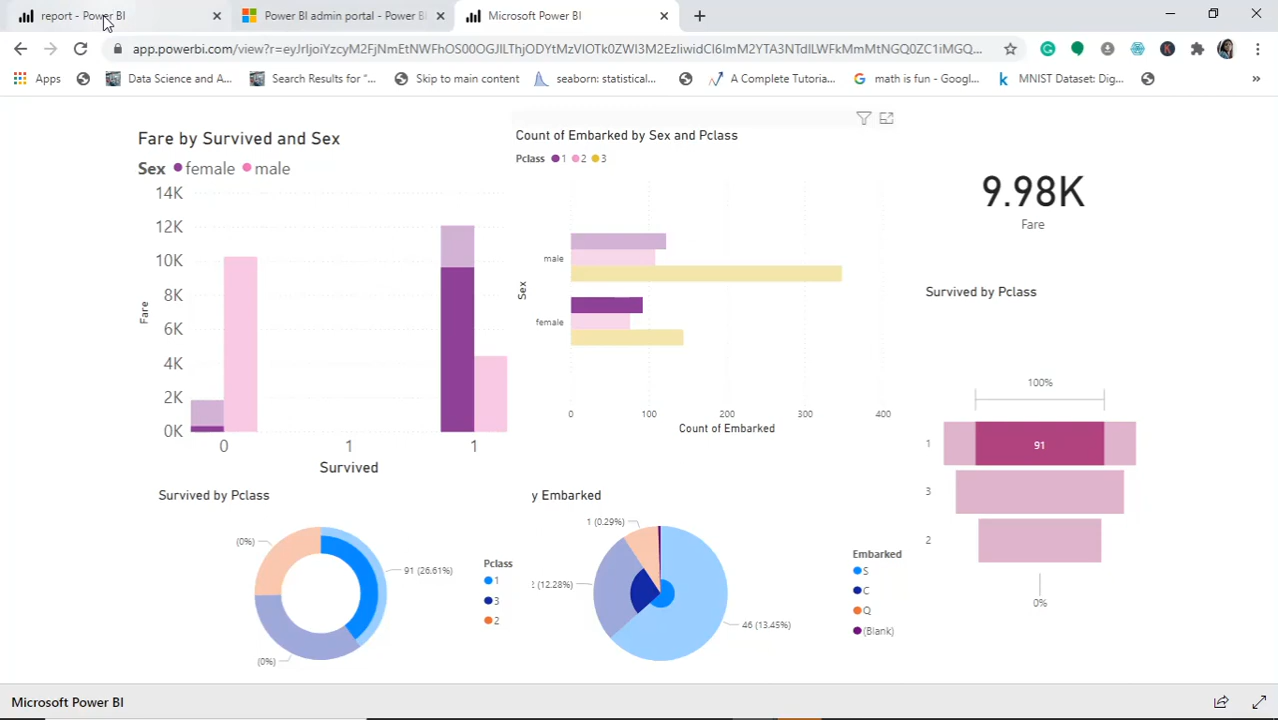 report - Power BI
Power BI admin portal - Power B
Microsoft Power BI
Apps
Data Science and A...
Search Results for "...
Skip to main content
seaborn: statistical...
A Complete Tutoria...
math is fun - Googl...
MNIST Dataset: Dig...
Fare by Survived and Sex
Sex female male
Fare
14K
12K
10K
8K
6K
4K
2K
0K
0 1 1
Survived
Count of Embarked by Sex and Pclass
Pclass 1 2 3
Sex
male
female
0 100 200 300 400
Count of Embarked
9.98K
Fare
Survived by Pclass
100%
1 91
3
2
0%
Survived by Pclass
(0%)
91 (26.61%)
(0%)
Pclass
1
3
2
y Embarked
1 (0.29%)
2 (12.28%)
46 (13.45%)
Embarked
S
C
Q
(Blank)
Microsoft Power BI